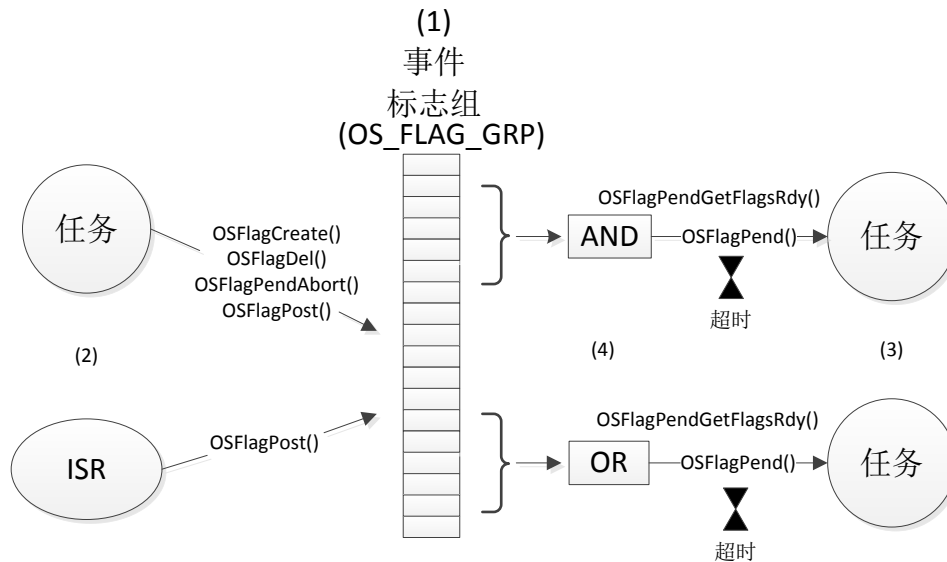 (1)
事件
标志组
(OS_FLAG_GRP)
任务
OSFlagCreate()
OSFlagDel()
OSFlagPendAbort()
OSFlagPost()
(2)
ISR
OSFlagPost()
AND
OSFlagPendGetFlagsRdy()
OSFlagPend()
超时
任务
(4)
(3)
OR
OSFlagPendGetFlagsRdy()
OSFlagPend()
超时
任务